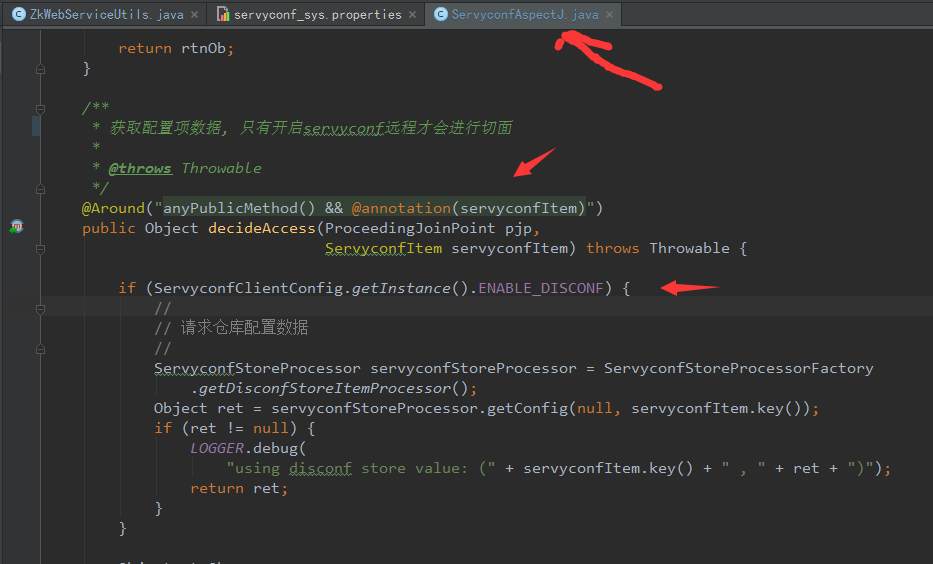 ZkWebServiceUtils.java × servyconf_sys.properties × ServyconfAspectJ.java ×
return rtnOb;
}
/**
* 获取配置项数据, 只有开启servyconf远程才会进行切面
*
* @throws Throwable
*/
@Around("anyPublicMethod() && @annotation(servyconfItem)")
public Object decideAccess(ProceedingJoinPoint pjp,
ServyconfItem servyconfItem) throws Throwable {
if (ServyconfClientConfig.getInstance().ENABLE_DISCONF) {
//
// 请求仓库配置数据
//
ServyconfStoreProcessor servyconfStoreProcessor = ServyconfStoreProcessorFactory
.getDisconfStoreItemProcessor();
Object ret = servyconfStoreProcessor.getConfig(null, servyconfItem.key());
if (ret != null) {
LOGGER.debug(
"using disconf store value: (" + servyconfItem.key() + " , " + ret + ")");
return ret;
}
}